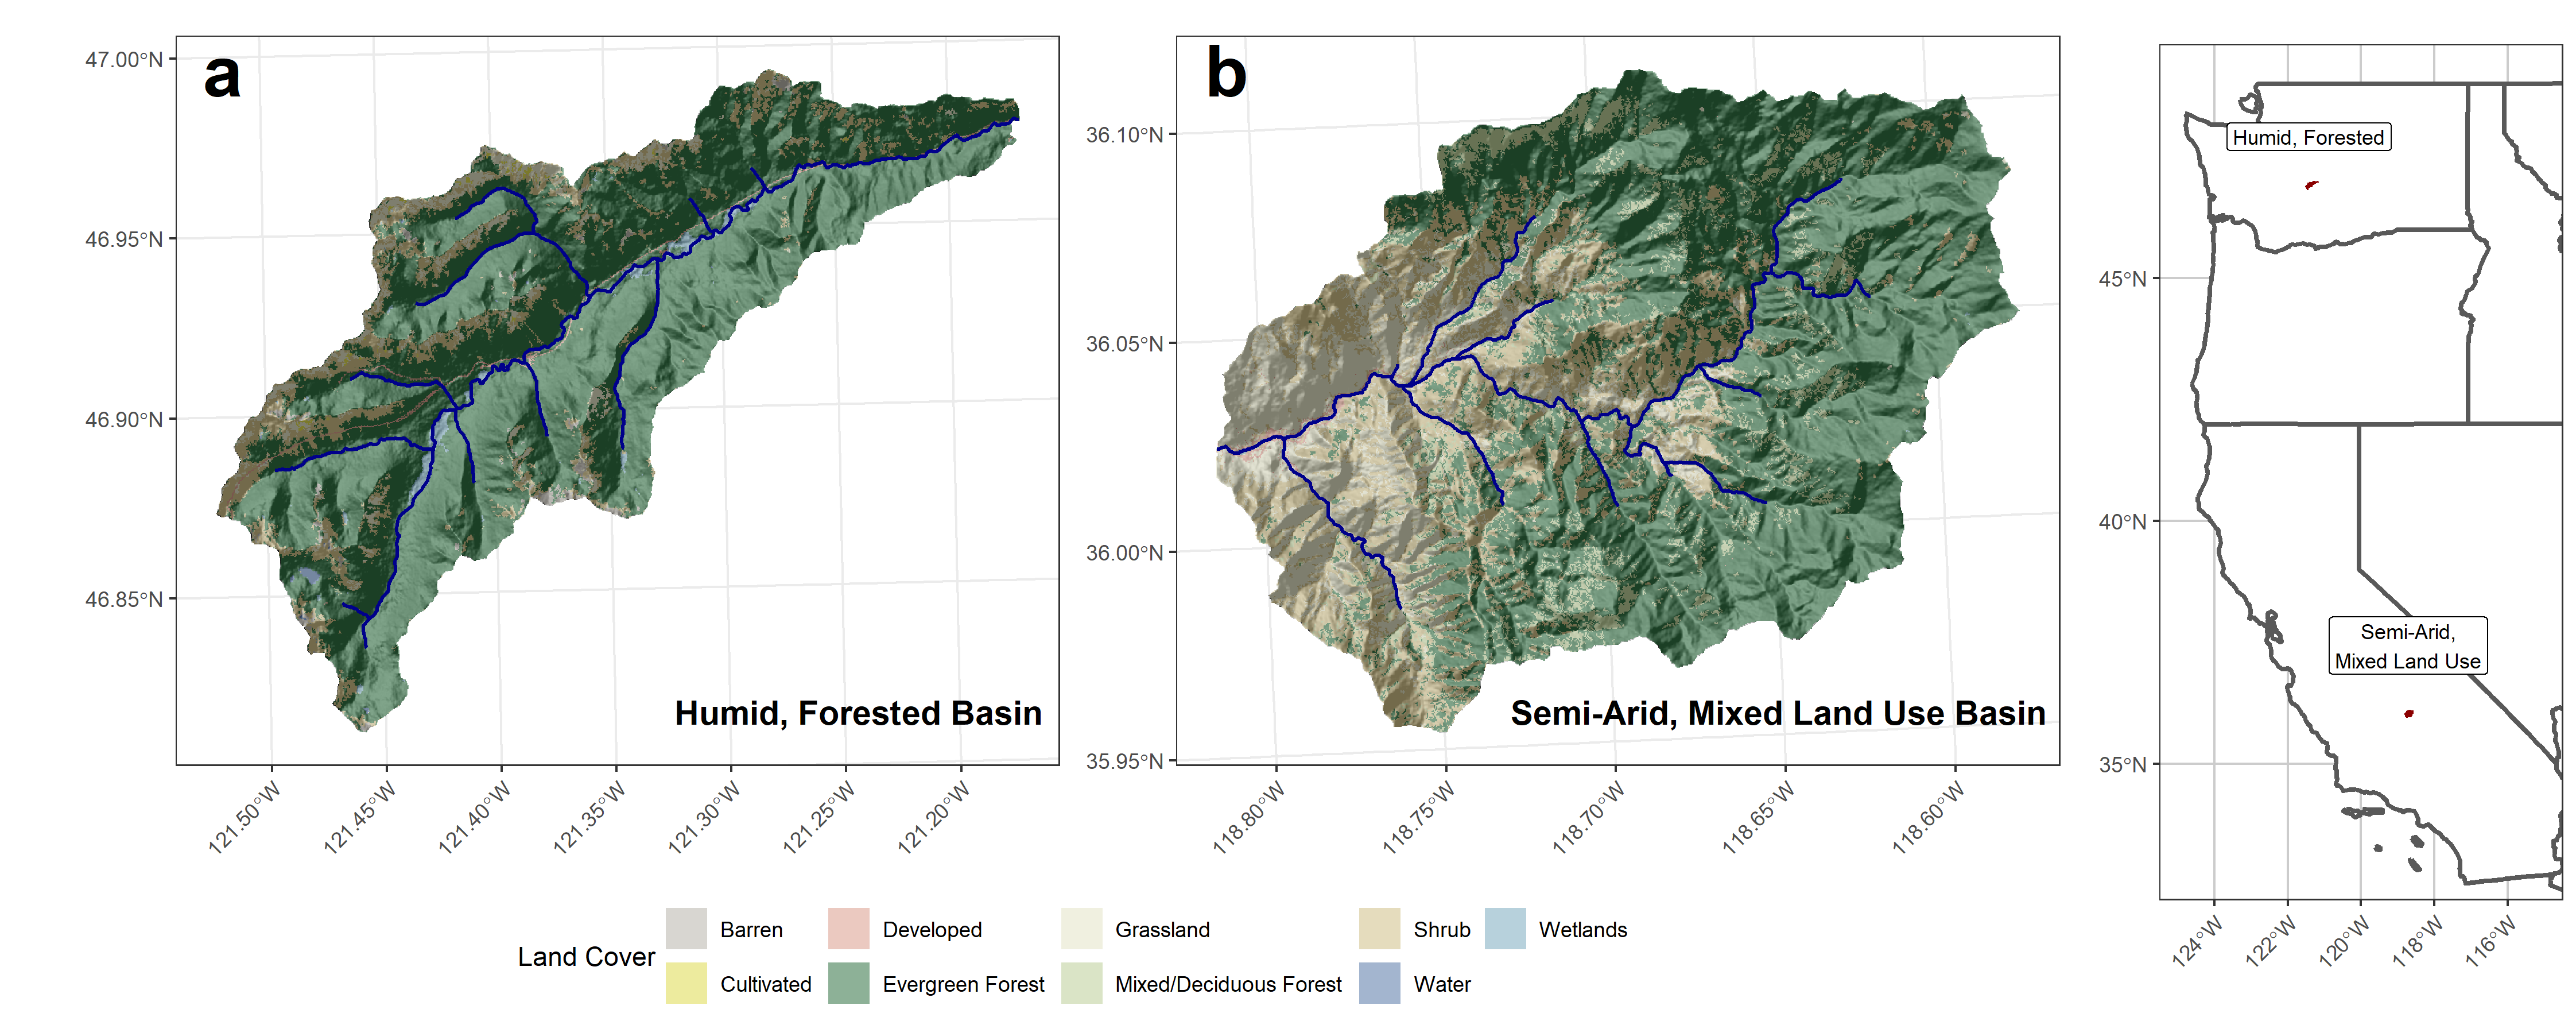 a
47.00°N
46.95°N
46.90°N
46.85°N
121.50°W
121.45°W
121.40°W
121.35°W
121.30°W
121.25°W
121.20°W
Humid, Forested Basin
b
36.10°N
36.05°N
36.00°N
35.95°N
118.80°W
118.75°W
118.70°W
118.65°W
118.60°W
Semi-Arid, Mixed Land Use Basin
Humid, Forested
Semi-Arid,
Mixed Land Use
45°N
40°N
35°N
124°W
122°W
120°W
118°W
116°W
Land Cover
Barren
Developed
Grassland
Shrub
Wetlands
Cultivated
Evergreen Forest
Mixed/Deciduous Forest
Water